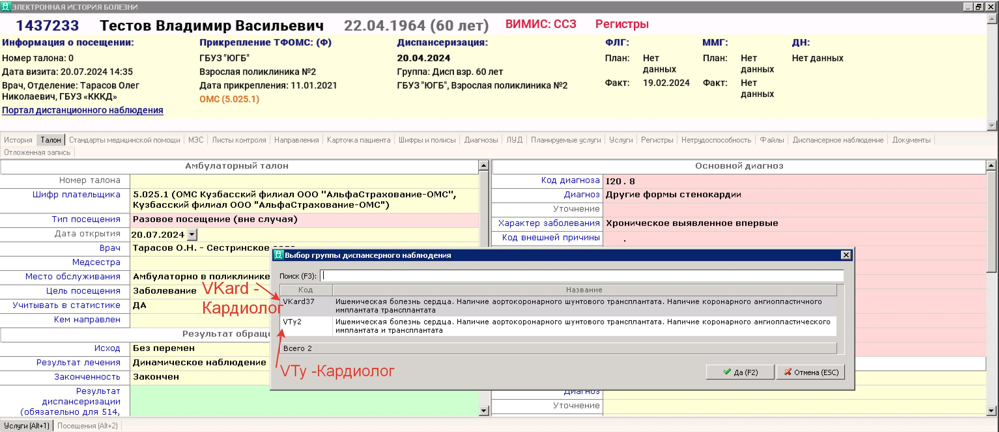 ЭЛЕКТРОННАЯ ИСТОРИЯ БОЛЕЗНИ
1437233 Тестов Владимир Васильевич 22.04.1964 (60 лет) ВИМИС: ССЗ Регистры
Информация о посещении:
Номер талона: 0
Дата визита: 20.07.2024 14:35
Врач, Отделение: Тарасов Олег
Николаевич, ГБУЗ «КККД»
Портал дистанционного наблюдения
Прикрепление ТФОМС: (Ф)
ГБУЗ "ЮГБ"
Взрослая поликлиника №2
Дата прикрепления: 11.01.2021
ОМС (5.025.1)
Диспансеризация:
20.04.2024
Группа: Дисп взр. 60 лет
ГБУЗ "ЮГБ", Взрослая поликлиника №2
ФЛГ:
План: Нет
данных
Факт: 19.02.2024
ММГ:
План: Нет
данных
Факт: Нет
данных
ДН:
Нет данных
История Талон Стандарты медицинской помощи МЭС Листы контроля Направления Карточка пациента Шифры и полисы Диагнозы ЛУД Планируемые услуги Услуги Регистры Нетрудоспособность Файлы Диспансерное наблюдение Документы
Отложенная запись
Амбулаторный талон
Номер талона
Шифр плательщика 5.025.1 (ОМС Кузбасский филиал ООО "АльфаСтрахование-ОМС",
Кузбасский филиал ООО "АльфаСтрахование-ОМС")
Тип посещения Разовое посещение (вне случая)
Дата открытия 20.07.2024
Врач Тарасов О.Н. - Сестринское
Медсестра
Место обслуживания Амбулаторно в поликлинике
Цель посещения Заболевание
Учитывать в статистике ДА
Кем направлен
Результат обращ
Исход Без перемен
Результат лечения Динамическое наблюдение
Законченность Закончен
Результат
диспансеризации
(обязательно для 514,
Основной диагноз
Код диагноза I20 . 8
Диагноз Другие формы стенокардии
Уточнение
Характер заболевания Хроническое выявленное впервые
Код внешней причины .
Выбор группы диспансерного наблюдения
Поиск (F3):
Код Название
VKard37 Ишемическая болезнь сердца. Наличие аортокоронарного шунтового трансплантата. Наличие коронарного ангиопластичного
имплантата трансплантата
VTy2 Ишемическая болезнь сердца. Наличие аортокоронарного шунтового трансплантата. Наличие коронарного ангиопластического
имплантата и трансплантата
Всего 2
Да (F2) Отмена (ESC)
VKard -
Кардиолог
VTy -Кардиолог
Диагноз
Уточнение
Услуги (Alt+1) Посещения (Alt+2)